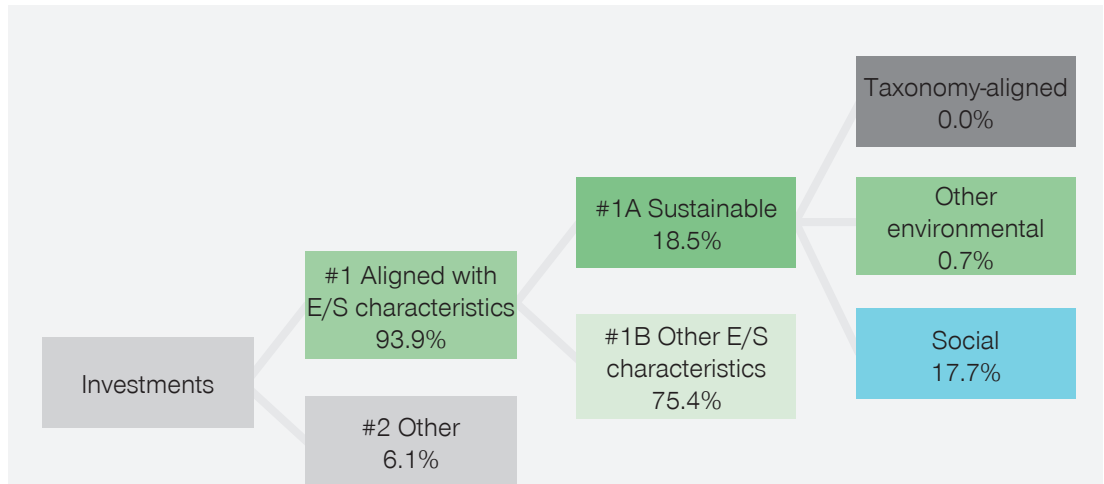 Taxonomy-aligned
0.0%
#1A Sustainable
18.5%
Other
environmental
0.7%
#1 Aligned with
E/S characteristics
93.9%
#1B Other E/S
characteristics
75.4%
Social
17.7%
Investments
#2 Other
6.1%